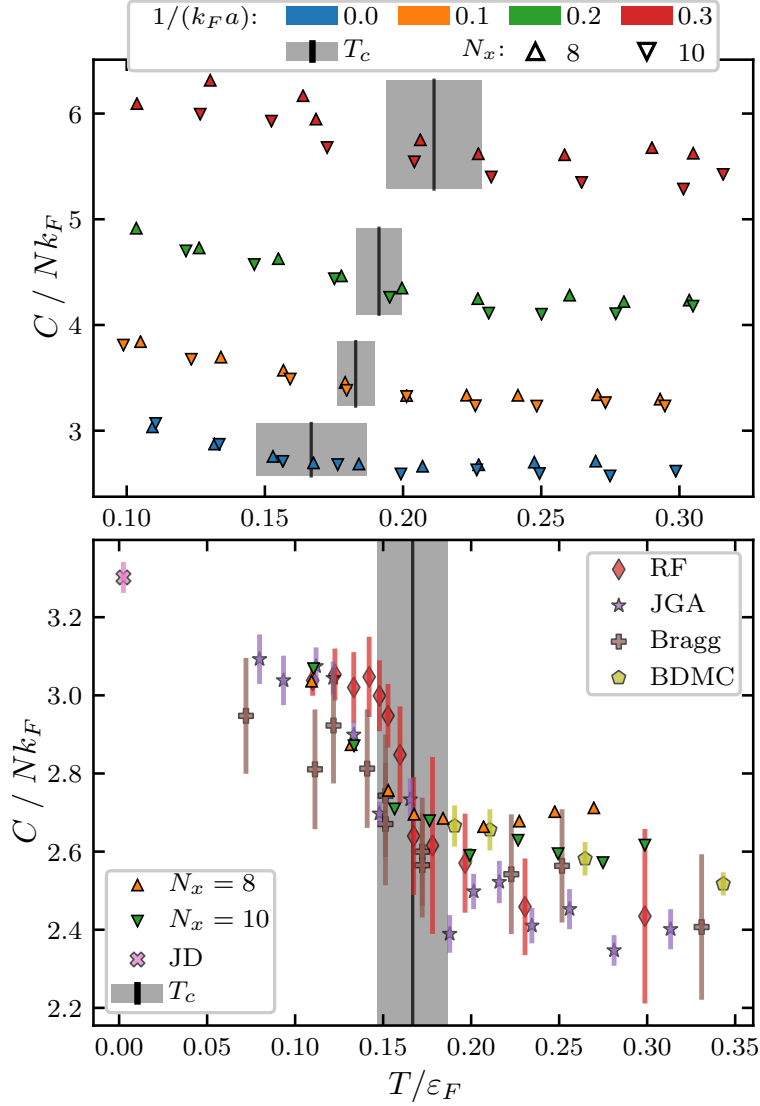 1/(k_F a): 0.0 0.1 0.2 0.3
T_c N_x: 8 10
6
5
4
3
C / Nk_F
0.10 0.15 0.20 0.25 0.30
3.2
3.0
2.8
2.6
2.4
2.2
C / Nk_F
RF
JGA
Bragg
BDMC
N_x = 8
N_x = 10
JD
T_c
0.00 0.05 0.10 0.15 0.20 0.25 0.30 0.35
T/ε_F